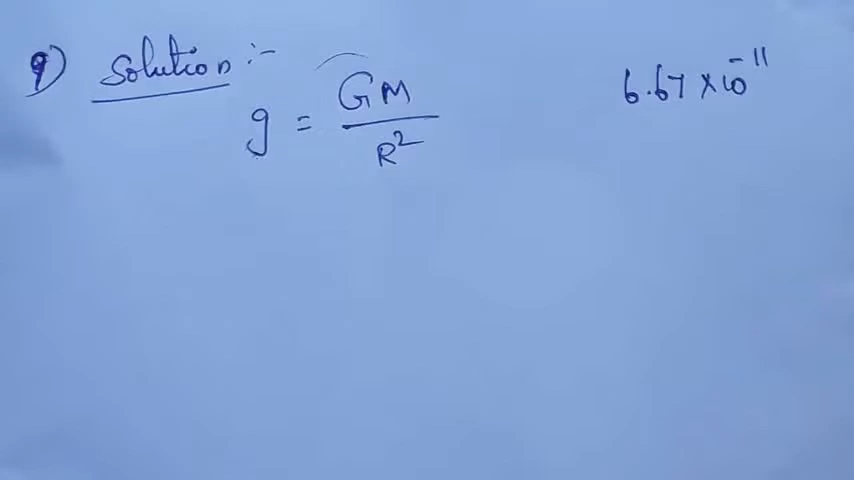 9) Solution :-
g = GM / R²
6.67 × 10⁻¹¹